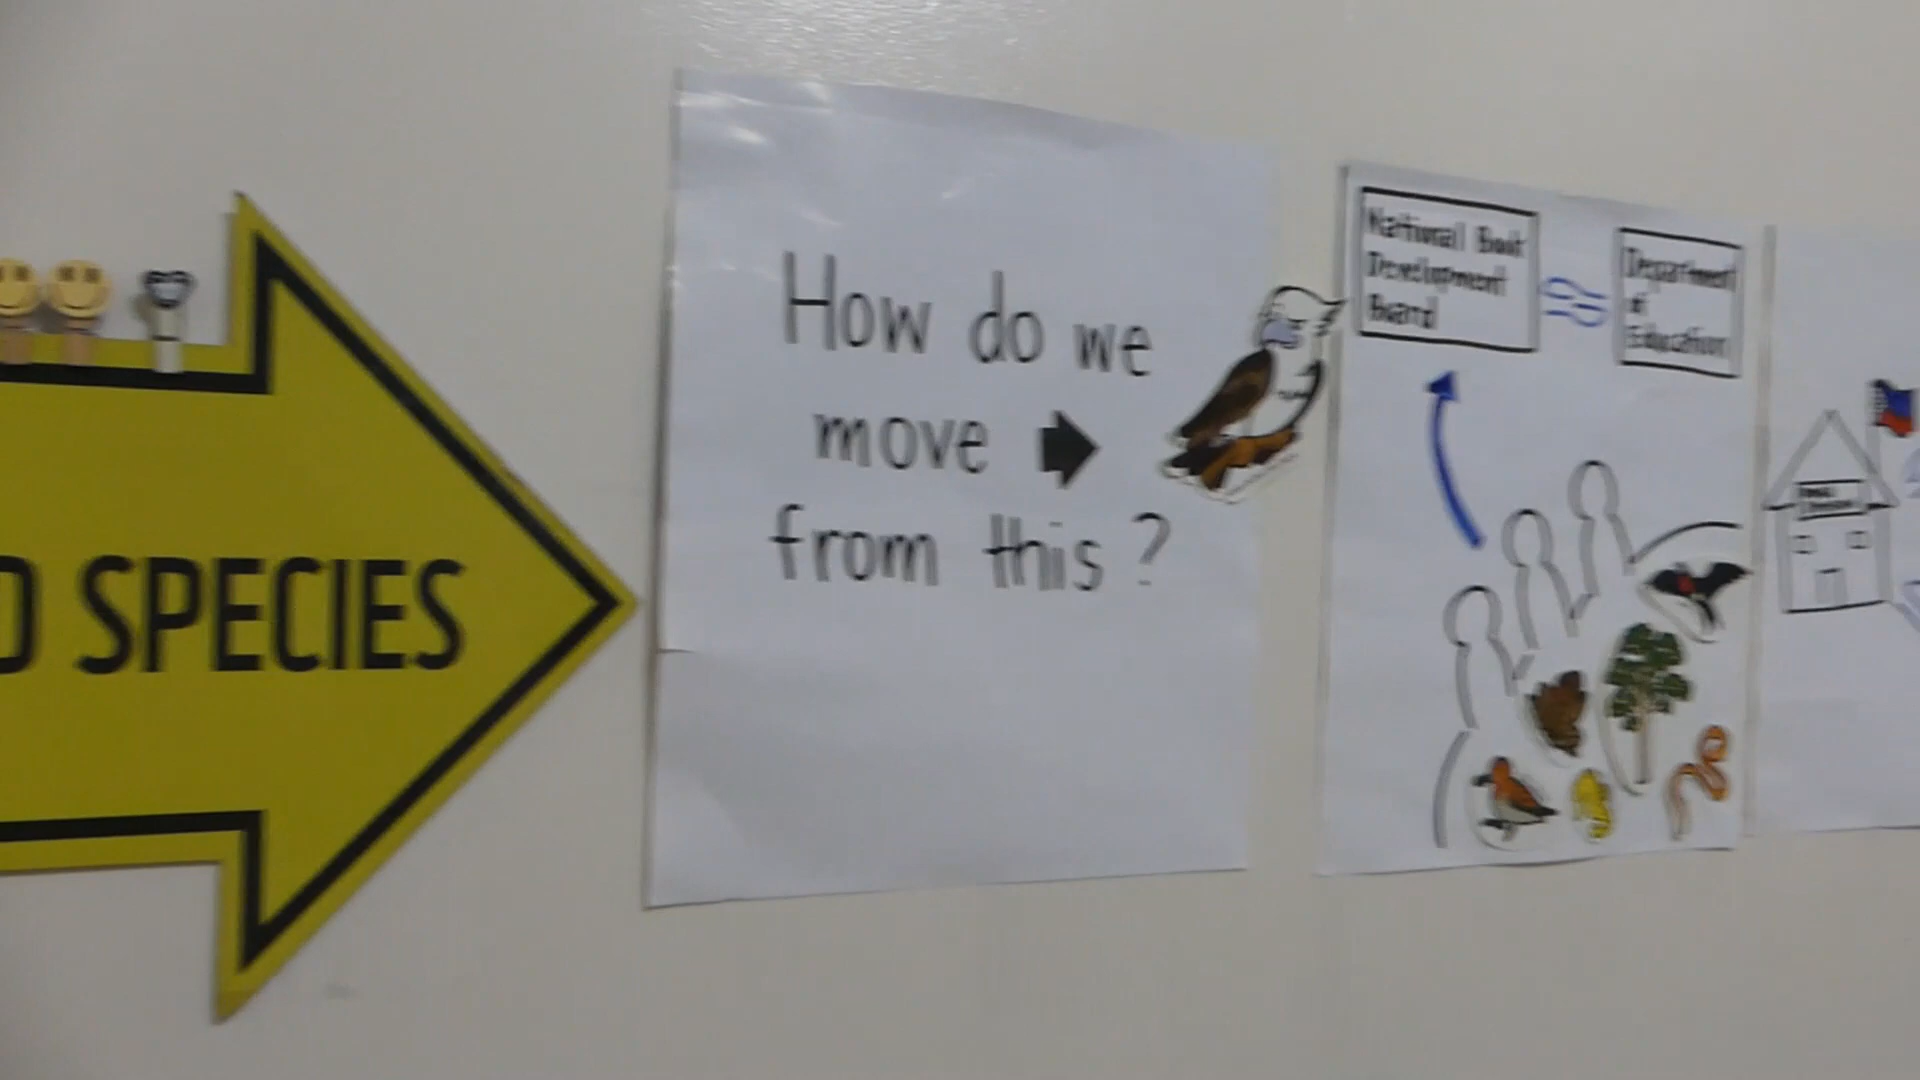 SPECIES
How do we
move
from this?
National Book
Development
Board
Department
of
Education